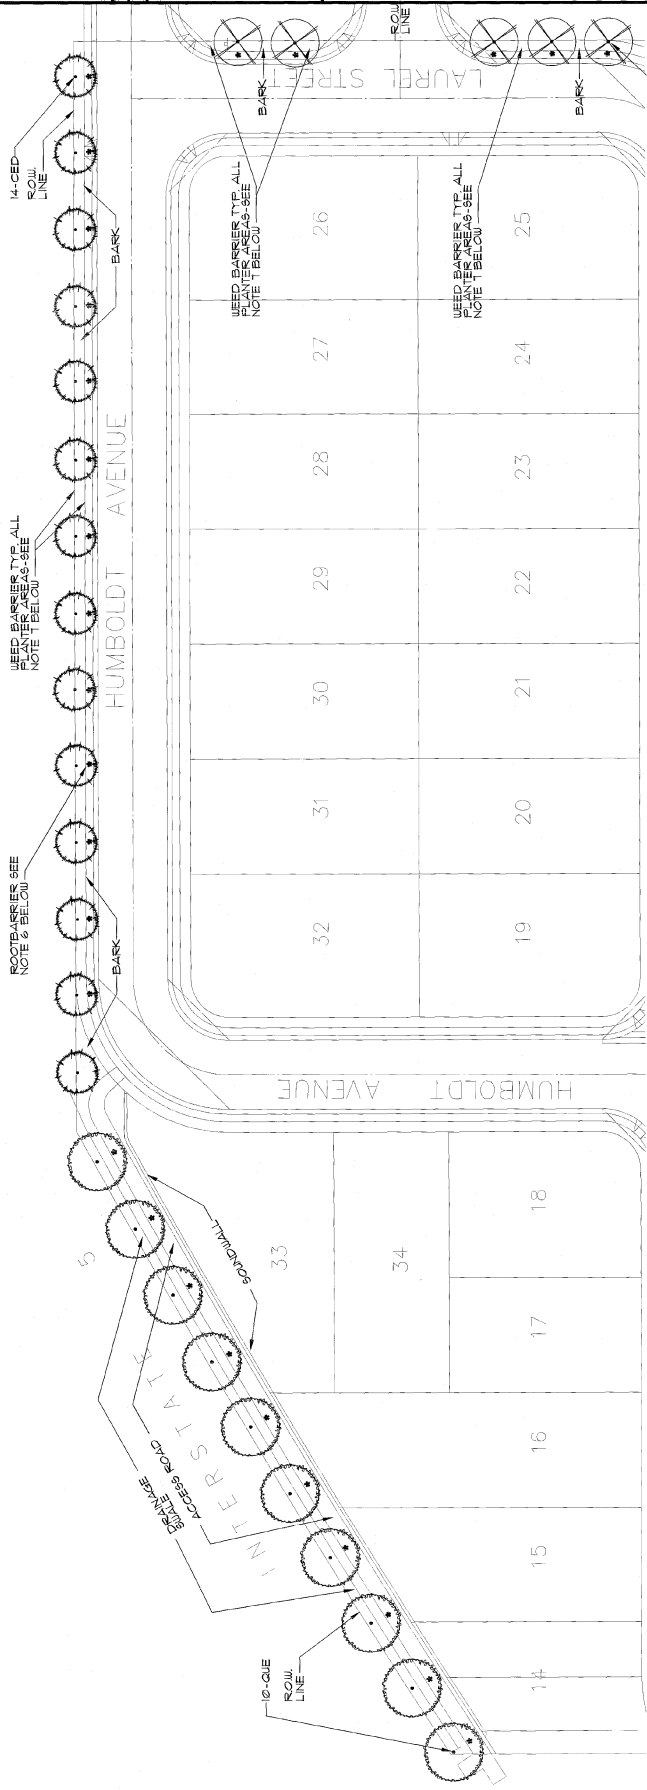 14-CED
R.O.W.
LINE
BARK
R.O.W.
LINE
LAUREL STREET
BARK
BARK
BARK
WEED BARRIER TYP. ALL
PLANTER AREAS-SEE
NOTE 7 BELOW
WEED BARRIER TYP. ALL
PLANTER AREAS-SEE
NOTE 7 BELOW
26
25
27
24
HUMBOLDT AVENUE
28
23
WEED BARRIER TYP. ALL
PLANTER AREAS-SEE
NOTE 7 BELOW
29
22
30
21
31
20
ROOTBARRIER SEE
NOTE 6 BELOW
BARK
32
19
HUMBOLDT AVENUE
SOUNDWALL
33
34
18
17
INTERSTATE 5
DRAINAGE
SWALE
ACCESS ROAD
16
15
14
10-QUE
R.O.W.
LINE